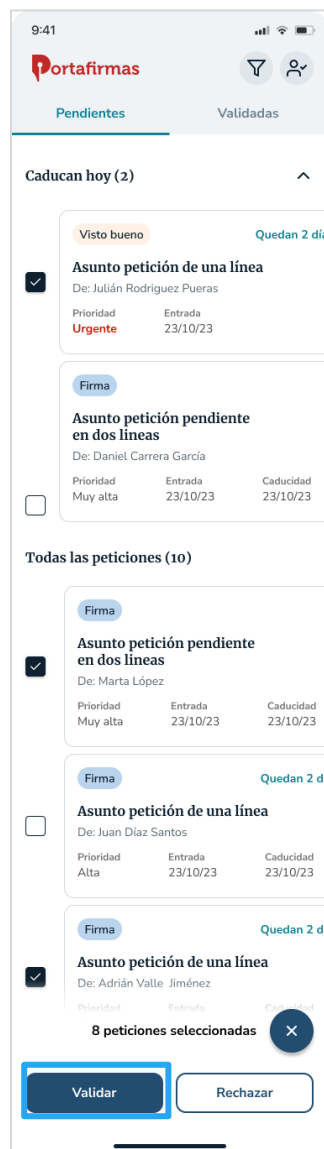 9:41
Portafirmas
Pendientes Validadas
Caducan hoy (2)
Visto bueno Quedan 2 día
Asunto petición de una línea
De: Julián Rodriguez Pueras
Prioridad Entrada
Urgente 23/10/23
Firma
Asunto petición pendiente
en dos lineas
De: Daniel Carrera García
Prioridad Entrada Caducidad
Muy alta 23/10/23 23/10/23
Todas las peticiones (10)
Firma
Asunto petición pendiente
en dos lineas
De: Marta López
Prioridad Entrada Caducidad
Muy alta 23/10/23 23/10/23
Firma Quedan 2 d
Asunto petición de una línea
De: Juan Díaz Santos
Prioridad Entrada Caducidad
Alta 23/10/23 23/10/23
Firma Quedan 2 d
Asunto petición de una línea
De: Adrián Valle Jiménez
Prioridad Entrada Caducidad
8 peticiones seleccionadas
Validar Rechazar